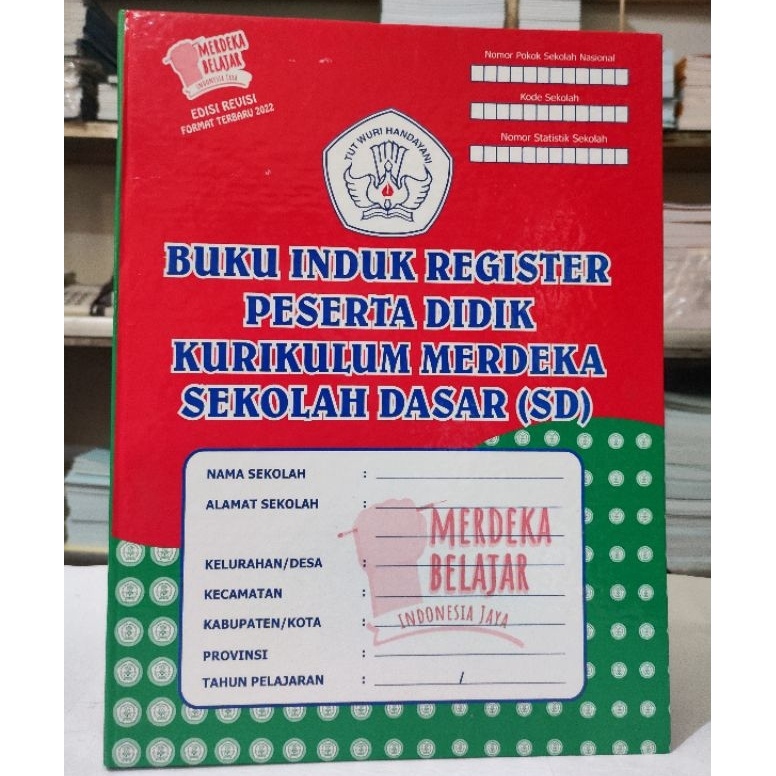 MERDEKA
BELAJAR
INDONESIA JAYA
EDISI REVISI
FORMAT TERBARU 2022
Nomor Pokok Sekolah Nasional
Kode Sekolah
Nomor Statistik Sekolah
TUT WURI HANDAYANI
BUKU INDUK REGISTER
PESERTA DIDIK
KURIKULUM MERDEKA
SEKOLAH DASAR (SD)
NAMA SEKOLAH :
ALAMAT SEKOLAH :
KELURAHAN/DESA :
KECAMATAN :
KABUPATEN/KOTA :
PROVINSI :
TAHUN PELAJARAN : /
MERDEKA
BELAJAR
INDONESIA JAYA